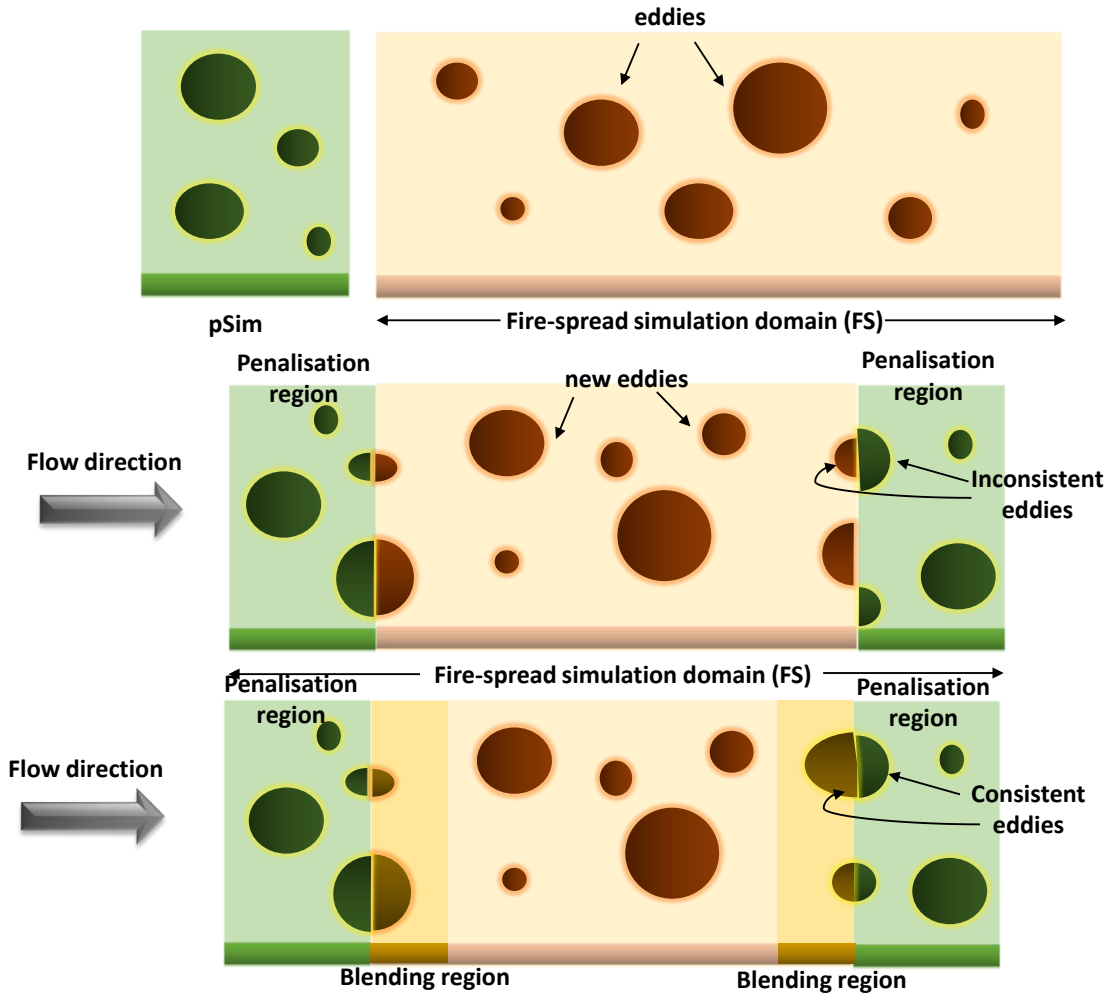 eddies
pSim
Fire-spread simulation domain (FS)
Penalisation
region
new eddies
Penalisation
region
Flow direction
Inconsistent
eddies
Fire-spread simulation domain (FS)
Penalisation
region
Penalisation
region
Flow direction
Consistent
eddies
Blending region
Blending region